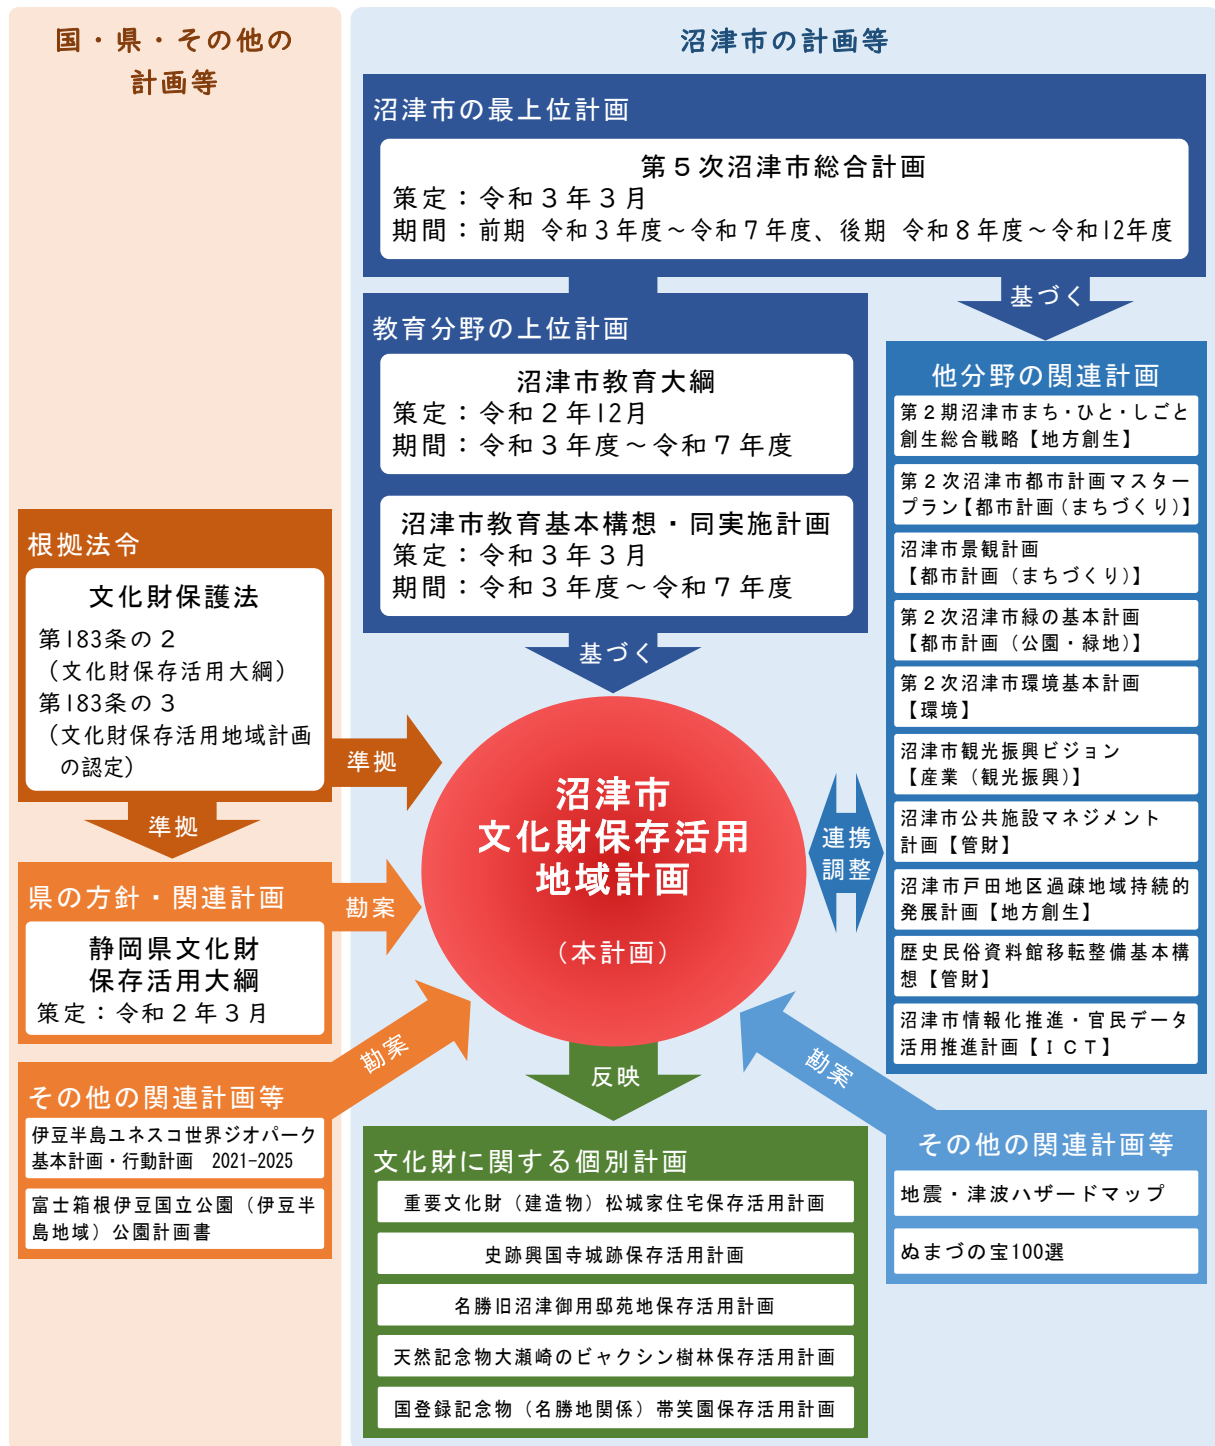 国・県・その他の
計画等
根拠法令
文化財保護法
第183条の２
（文化財保存活用大綱）
第183条の３
（文化財保存活用地域計画
の認定）
準拠
準拠
県の方針・関連計画
静岡県文化財
保存活用大綱
策定：令和２年３月
勘案
その他の関連計画等
伊豆半島ユネスコ世界ジオパーク
基本計画・行動計画　2021-2025
富士箱根伊豆国立公園（伊豆半
島地域）公園計画書
勘案
沼津市の計画等
沼津市の最上位計画
第５次沼津市総合計画
策定：令和３年３月
期間：前期 令和３年度～令和７年度、後期 令和８年度～令和12年度
教育分野の上位計画
沼津市教育大綱
策定：令和２年12月
期間：令和３年度～令和７年度
沼津市教育基本構想・同実施計画
策定：令和３年３月
期間：令和３年度～令和７年度
基づく
沼津市
文化財保存活用
地域計画
（本計画）
反映
文化財に関する個別計画
重要文化財（建造物）松城家住宅保存活用計画
史跡興国寺城跡保存活用計画
名勝旧沼津御用邸苑地保存活用計画
天然記念物大瀬崎のビャクシン樹林保存活用計画
国登録記念物（名勝地関係）帯笑園保存活用計画
基づく
他分野の関連計画
第２期沼津市まち・ひと・しごと
創生総合戦略【地方創生】
第２次沼津市都市計画マスター
プラン【都市計画（まちづくり）】
沼津市景観計画
【都市計画（まちづくり）】
第２次沼津市緑の基本計画
【都市計画（公園・緑地）】
第２次沼津市環境基本計画
【環境】
沼津市観光振興ビジョン
【産業（観光振興）】
沼津市公共施設マネジメント
計画【管財】
沼津市戸田地区過疎地域持続的
発展計画【地方創生】
歴史民俗資料館移転整備基本構
想【管財】
沼津市情報化推進・官民データ
活用推進計画【ＩＣＴ】
連携
調整
勘案
その他の関連計画等
地震・津波ハザードマップ
ぬまづの宝100選